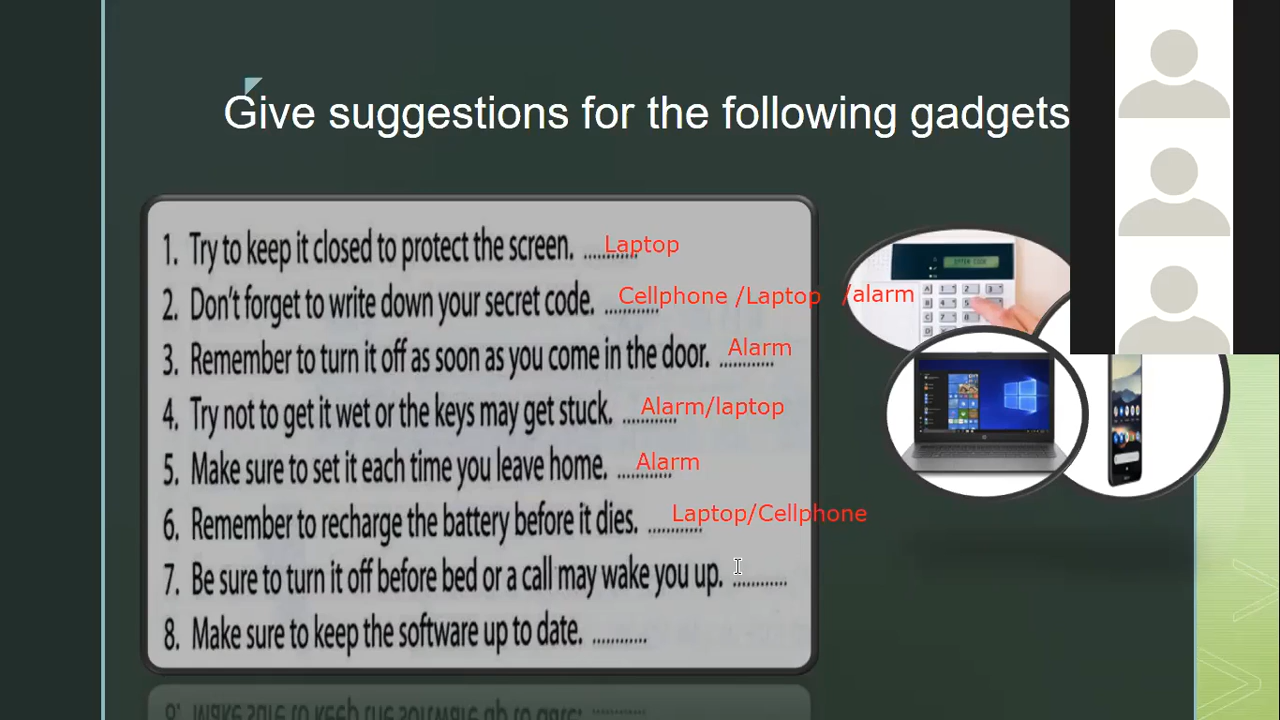 Give suggestions for the following gadgets
1. Try to keep it closed to protect the screen. ............ Laptop
2. Don't forget to write down your secret code. ............ Cellphone /Laptop /alarm
3. Remember to turn it off as soon as you come in the door. ............ Alarm
4. Try not to get it wet or the keys may get stuck. ............ Alarm/laptop
5. Make sure to set it each time you leave home. ............ Alarm
6. Remember to recharge the battery before it dies. ............ Laptop/Cellphone
7. Be sure to turn it off before bed or a call may wake you up. ............
8. Make sure to keep the software up to date. ............